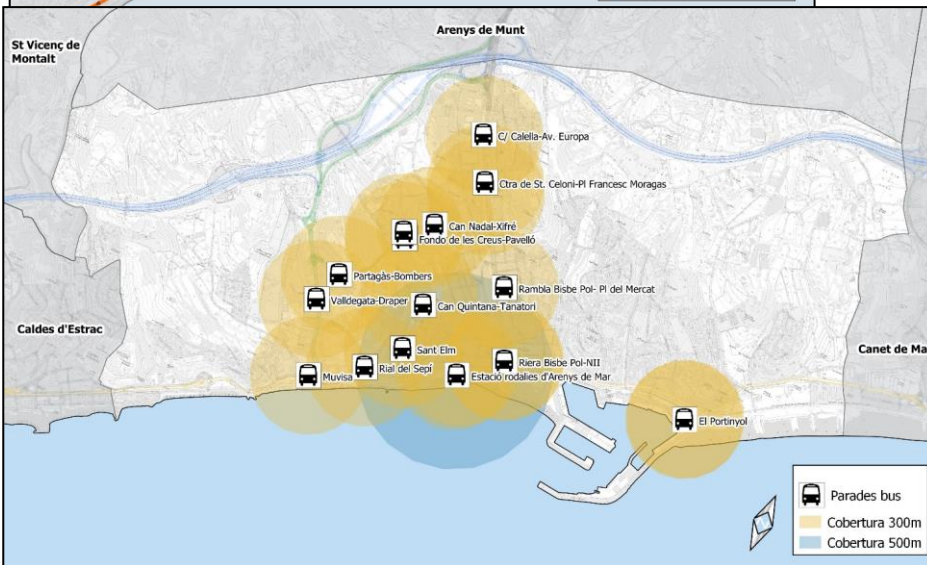 Arenys de Munt
St Vicenç de
Montalt
C/ Calella-Av. Europa
Ctra de St. Celoni-Pl Francesc Moragas
Can Nadal-Xifré
Fondo de les Creus-Pavelló
Partagàs-Bombers
Rambla Bisbe Pol- Pl del Mercat
Valldegata-Draper
Can Quintana-Tanatori
Caldes d'Estrac
Sant Elm
Canet de Ma
Riera Bisbe Pol-NII
Rial del Sepí
Muvisa
Estació rodalies d'Arenys de Mar
El Portinyol
Parades bus
Cobertura 300m
Cobertura 500m